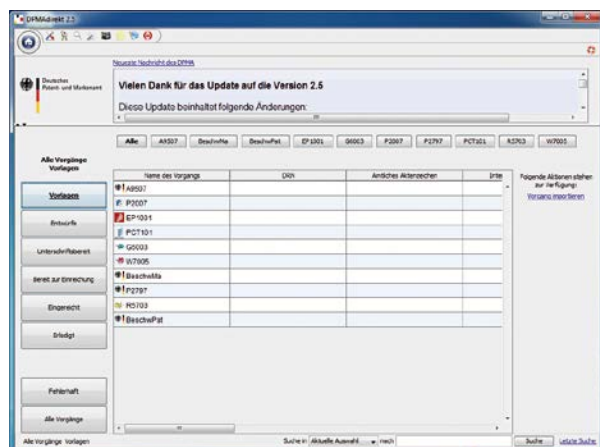 DPMAdirekt 2.5
Deutsches
Patent- und Markenamt
Neueste Nachricht des DPMA
Vielen Dank für das Update auf die Version 2.5
Diese Update beinhaltet folgende Änderungen:
Alle A9507 BeschwMa BeschwPat EP1001 G6003 P2007 P2797 PCT101 R5703 W7005
Alle Vorgänge
Vorlagen
Vorlagen
Entwürfe
Unterschriftsbereit
Bereit zur Einreichung
Eingereicht
Erledigt
Fehlerhaft
Alle Vorgänge
Name des Vorgangs DRN Amtliches Aktenzeichen Inte
A9507
P2007
EP1001
PCT101
G6003
W7005
BeschwMa
P2797
R5703
BeschwPat
Folgende Aktionen stehen
zur Verfügung:
Vorgang importieren
Alle Vorgänge Vorlagen Suche in Aktuelle Auswahl nach Suche Letzte Suche